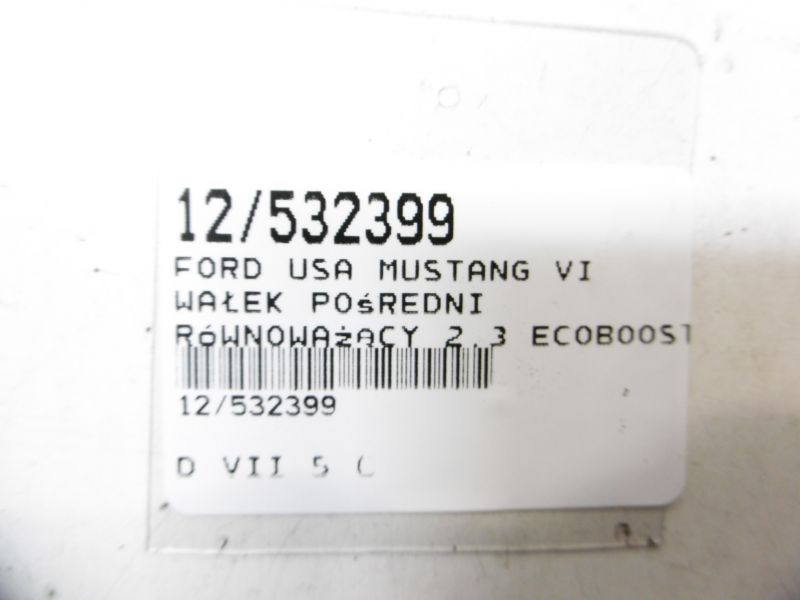 12/532399
FORD USA MUSTANG VI
WAŁEK POśREDNI
RóWNOWAżĄCY 2.3 ECOBOOST
12/532399
D VII 5 C